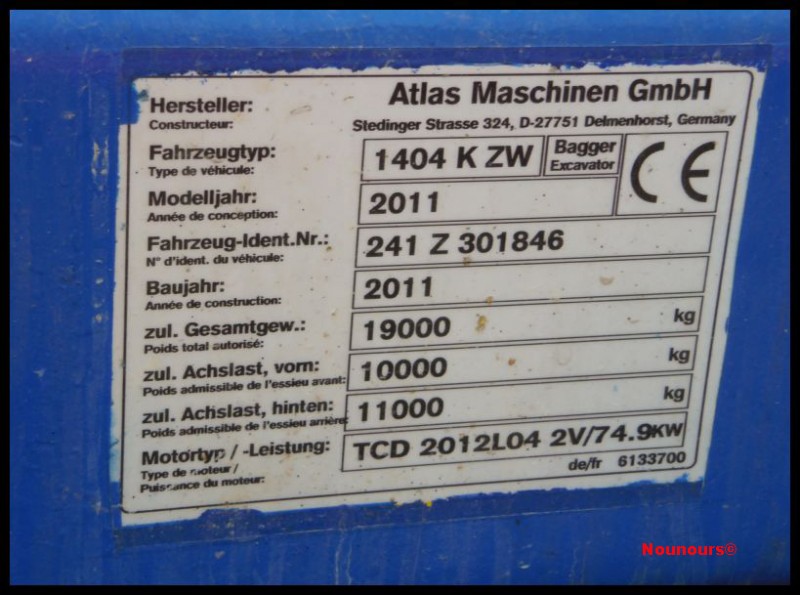 Hersteller: Atlas Maschinen GmbH
Constructeur: Stedinger Strasse 324, D-27751 Delmenhorst, Germany
Fahrzeugtyp: 1404 K ZW Bagger
Type de véhicule: Excavator CE
Modelljahr: 2011
Année de conception:
Fahrzeug-Ident.Nr.: 241 Z 301846
N° d'ident. du véhicule:
Baujahr: 2011
Année de construction:
zul. Gesamtgew.: 19000 kg
Poids total autorisé:
zul. Achslast, vorn: 10000 kg
Poids admissible de l'essieu avant:
zul. Achslast, hinten: 11000 kg
Poids admissible de l'essieu arrière:
Motortyp / -Leistung: TCD 2012L04 2V/74.9KW
Type de moteur /
Puissance du moteur: de/fr 6133700
Nounours©